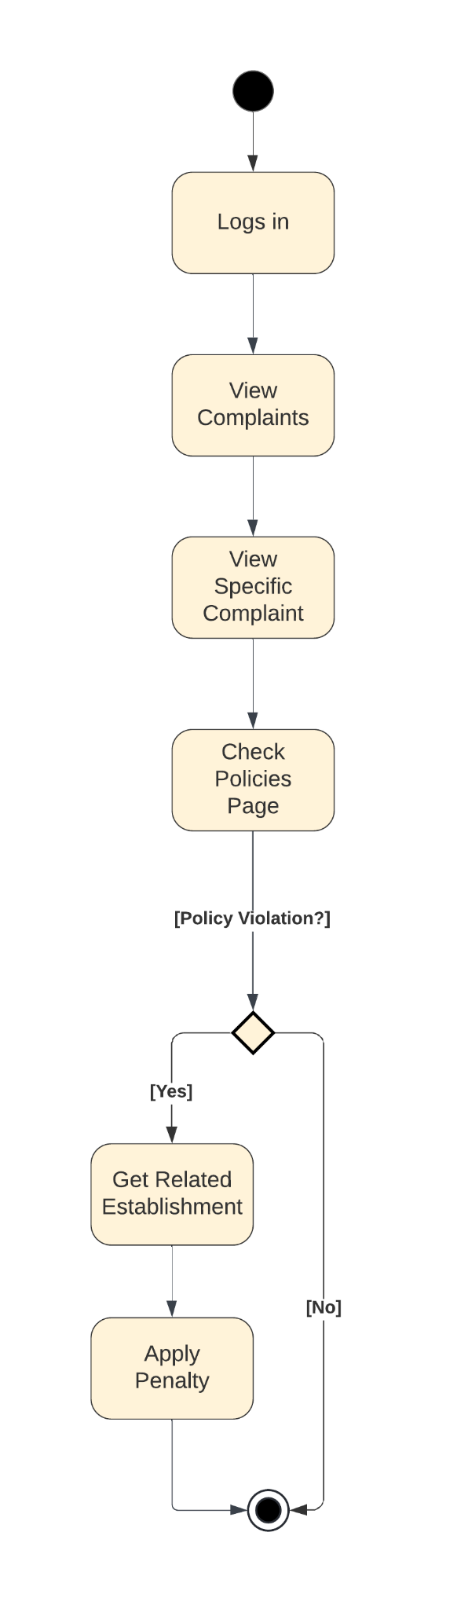 Logs in
View
Complaints
View
Specific
Complaint
Check
Policies
Page
[Policy Violation?]
[Yes]
Get Related
Establishment
[No]
Apply
Penalty